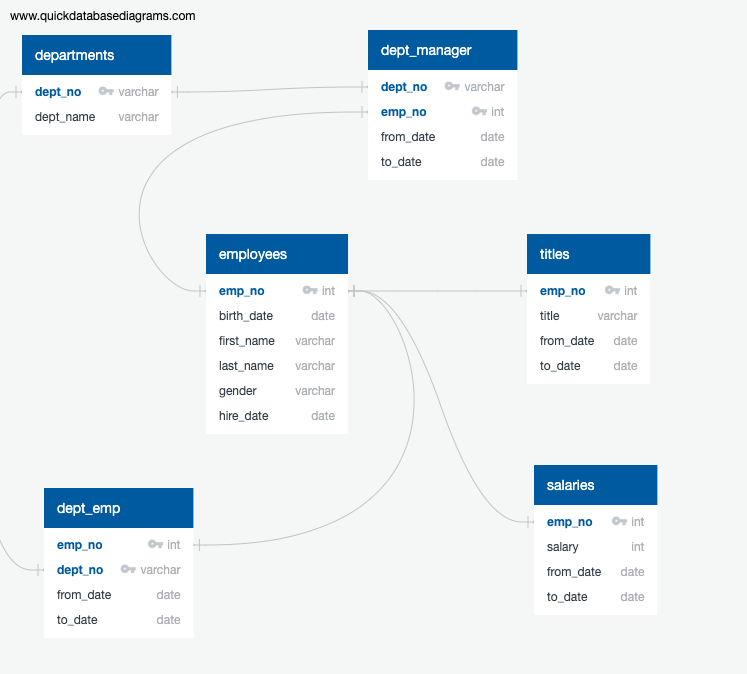 www.quickdatabasediagrams.com
departments
dept_no varchar
dept_name varchar
dept_manager
dept_no varchar
emp_no int
from_date date
to_date date
employees
emp_no int
birth_date date
first_name varchar
last_name varchar
gender varchar
hire_date date
titles
emp_no int
title varchar
from_date date
to_date date
dept_emp
emp_no int
dept_no varchar
from_date date
to_date date
salaries
emp_no int
salary int
from_date date
to_date date